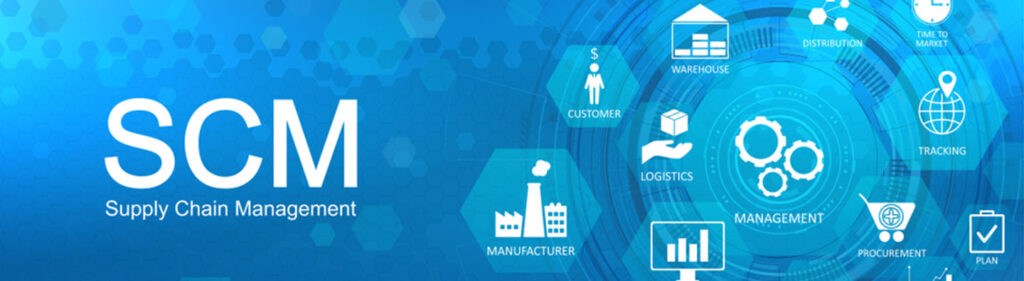 SCM
Supply Chain Management
$
CUSTOMER
WAREHOUSE
DISTRIBUTION
TIME TO
MARKET
LOGISTICS
TRACKING
MANUFACTURER
MANAGEMENT
PROCUREMENT
PLAN